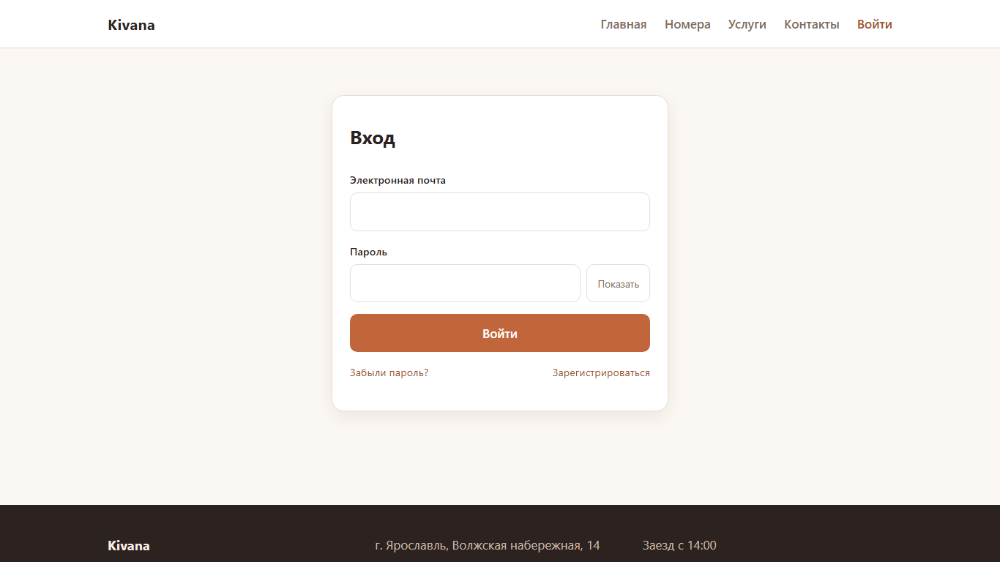 Kivana
Главная Номера Услуги Контакты Войти
Вход
Электронная почта
Пароль
Показать
Войти
Забыли пароль? Зарегистрироваться
Kivana г. Ярославль, Волжская набережная, 14 Заезд с 14:00